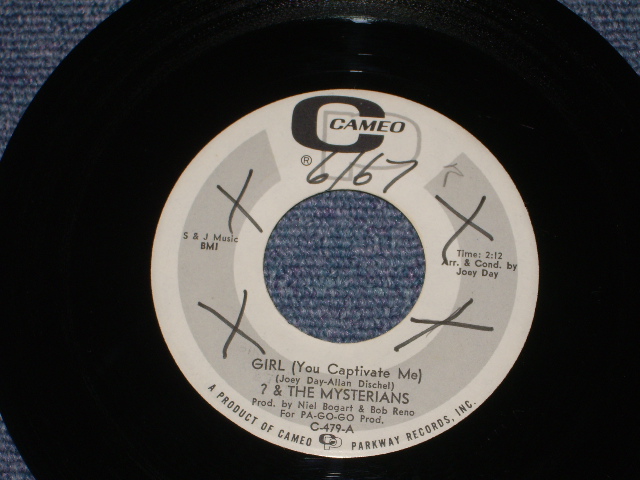 C CAMEO
P
®
6/67
S & J Music
BMI
Time: 2:12
Arr. & Cond. by
Joey Day
GIRL (You Captivate Me)
(Joey Day-Allan Dischel)
? & THE MYSTERIANS
Prod. by Niel Bogart & Bob Reno
For PA-GO-GO Prod.
C-479-A
A PRODUCT OF CAMEO CP PARKWAY RECORDS, INC.